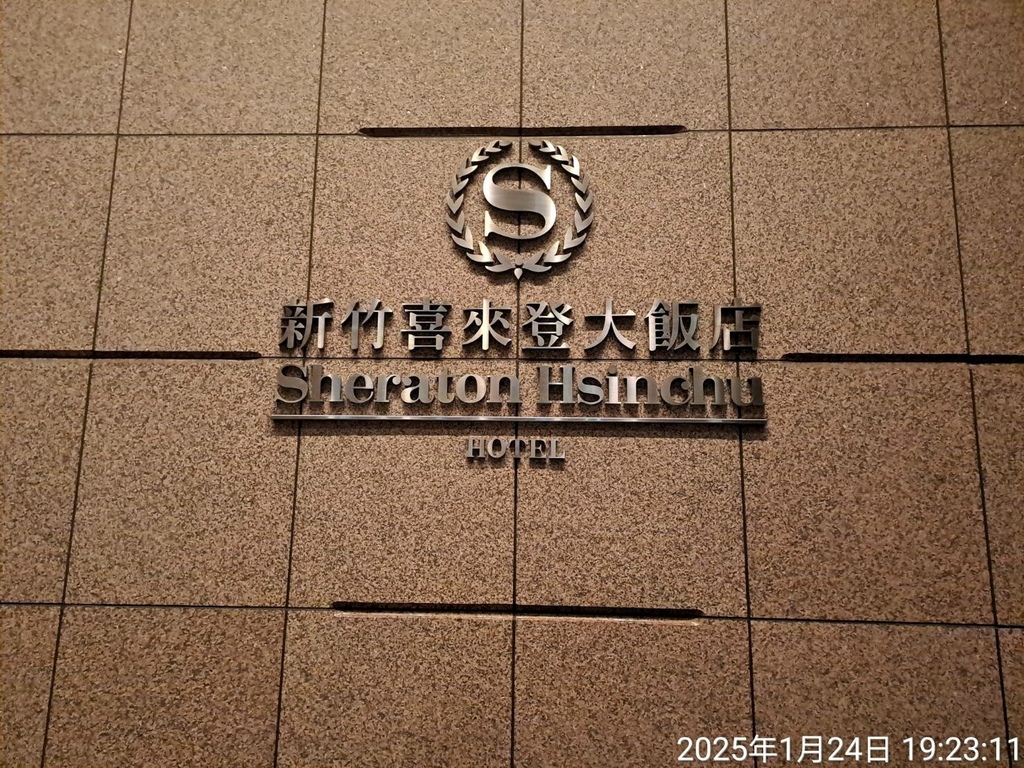 S
新竹喜來登大飯店
Sheraton Hsinchu
HOTEL
2025年1月24日 19:23:11